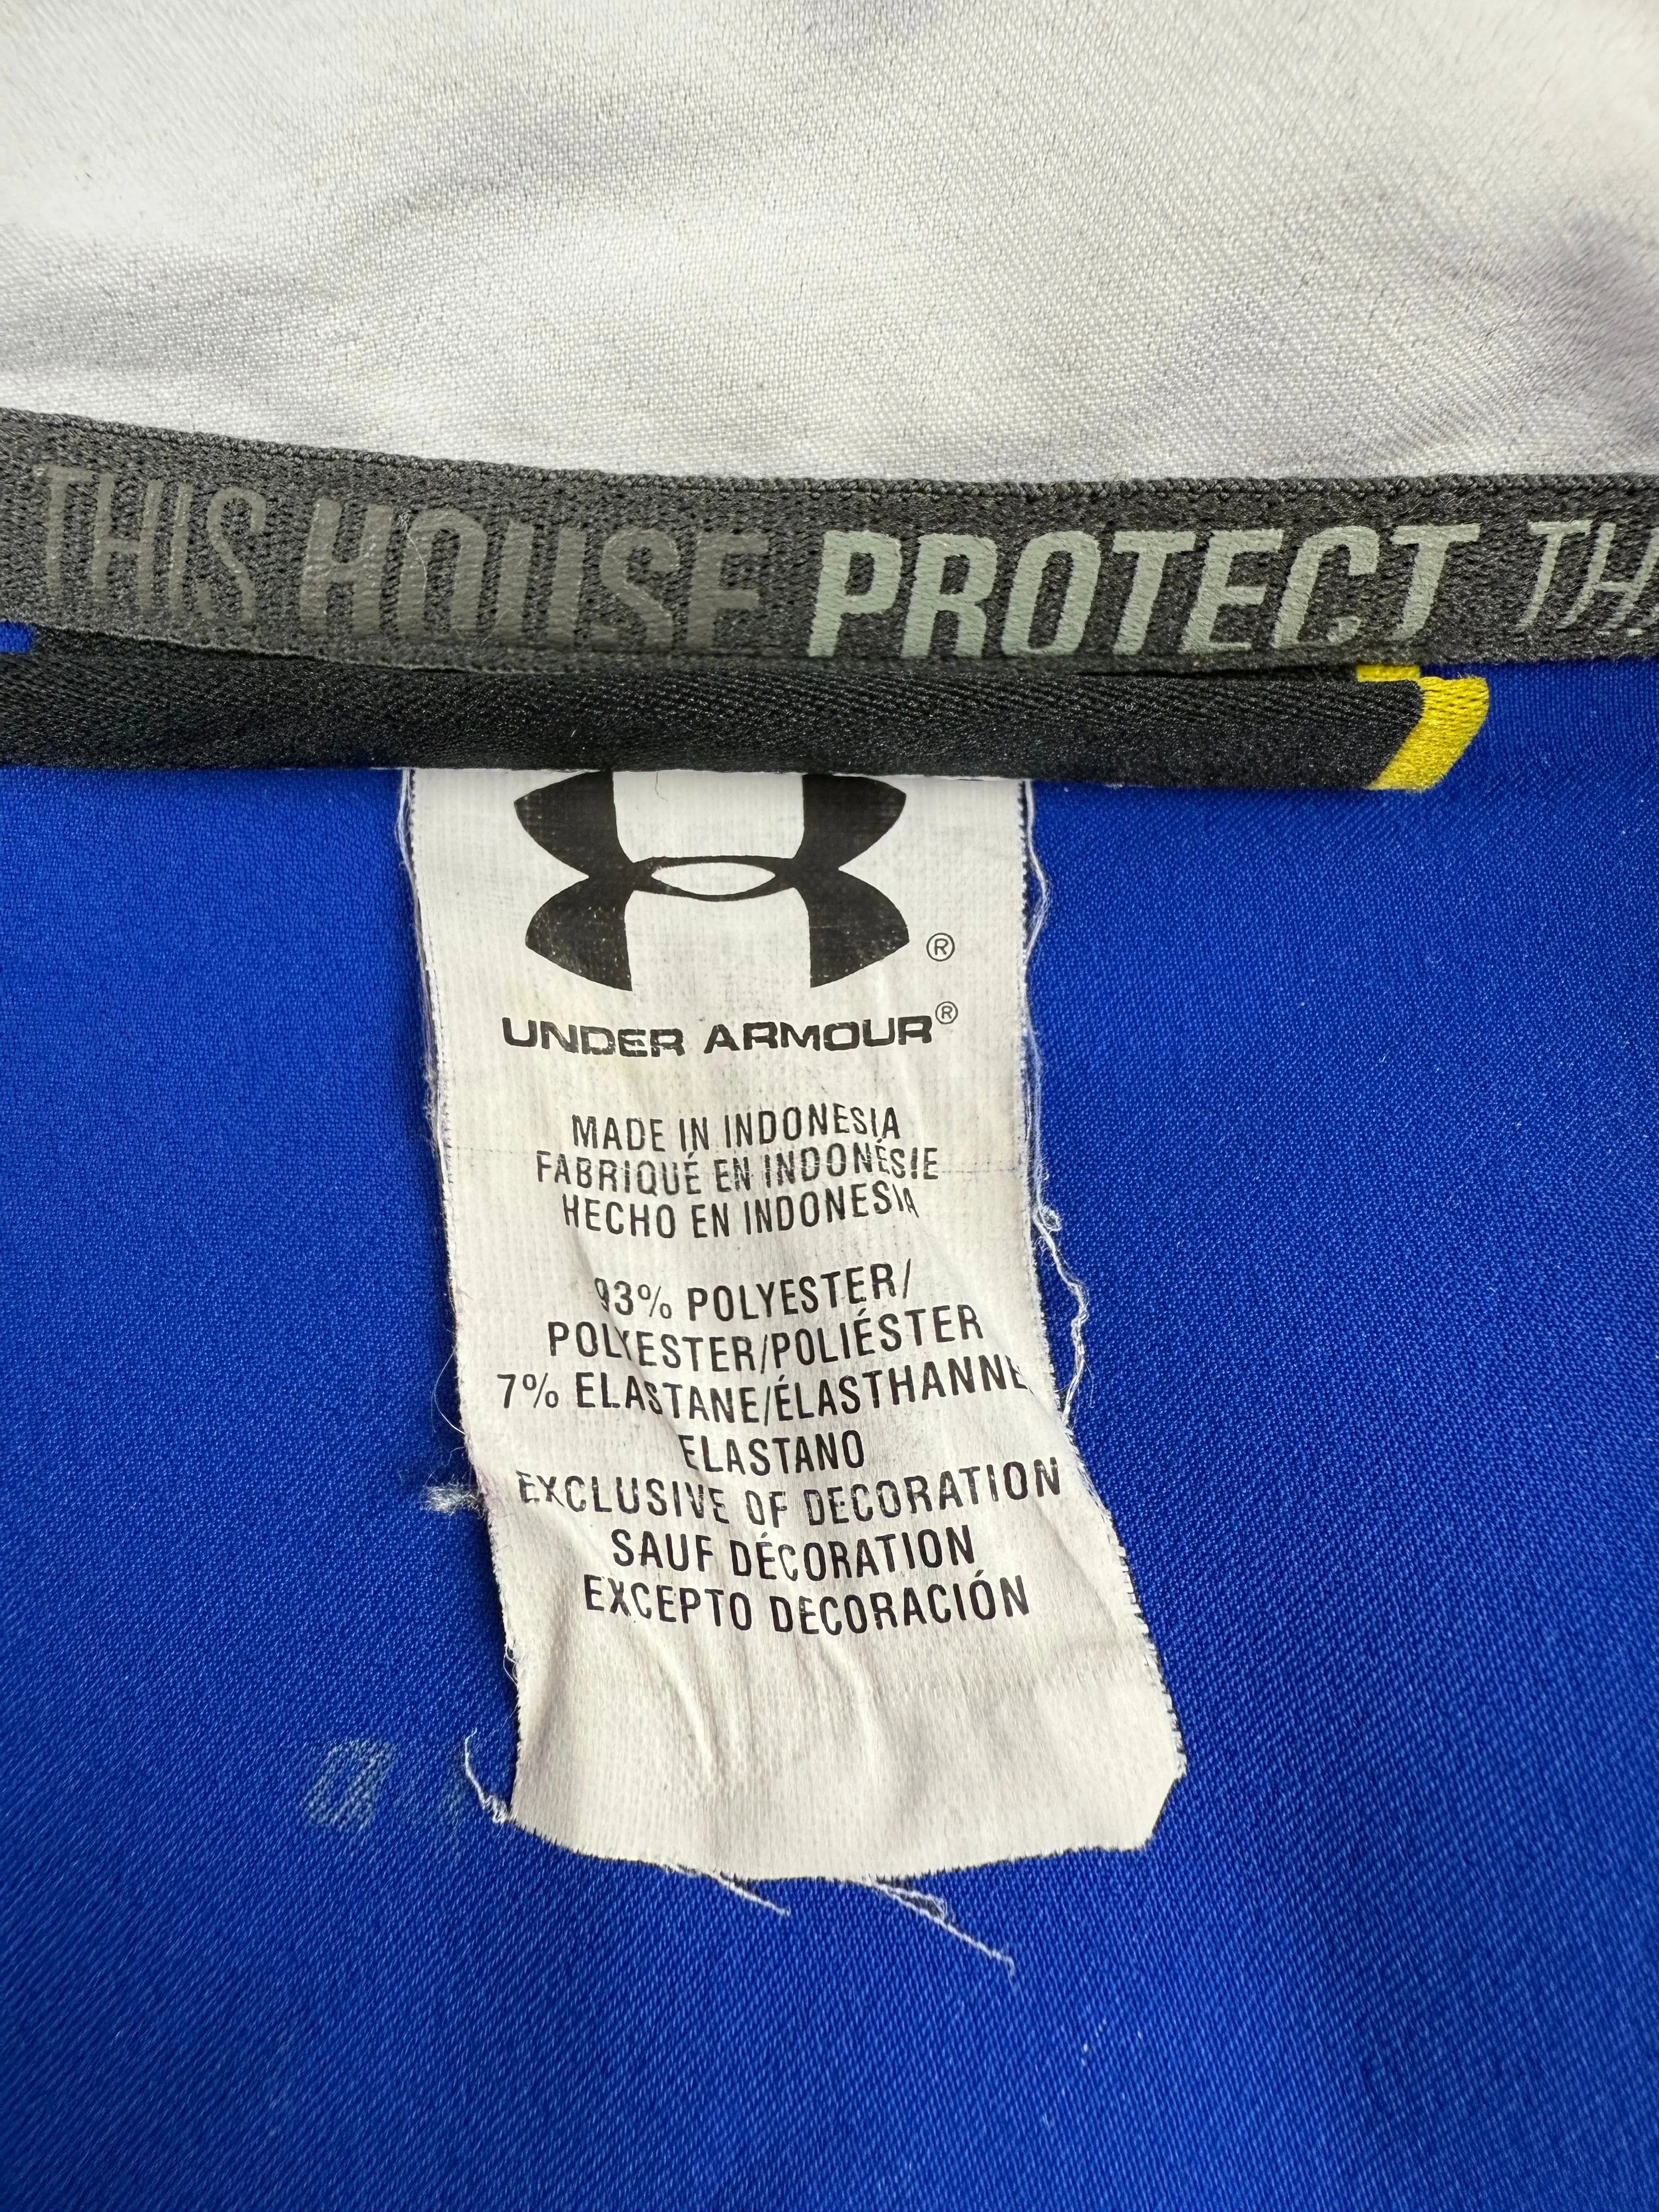 THIS HOUSE PROTECT TH
®
UNDER ARMOUR®
MADE IN INDONESIA
FABRIQUÉ EN INDONÉSIE
HECHO EN INDONESIA
93% POLYESTER/
POLYESTER/POLIÉSTER
7% ELASTANE/ÉLASTHANNE
ELASTANO
EXCLUSIVE OF DECORATION
SAUF DÉCORATION
EXCEPTO DECORACIÓN